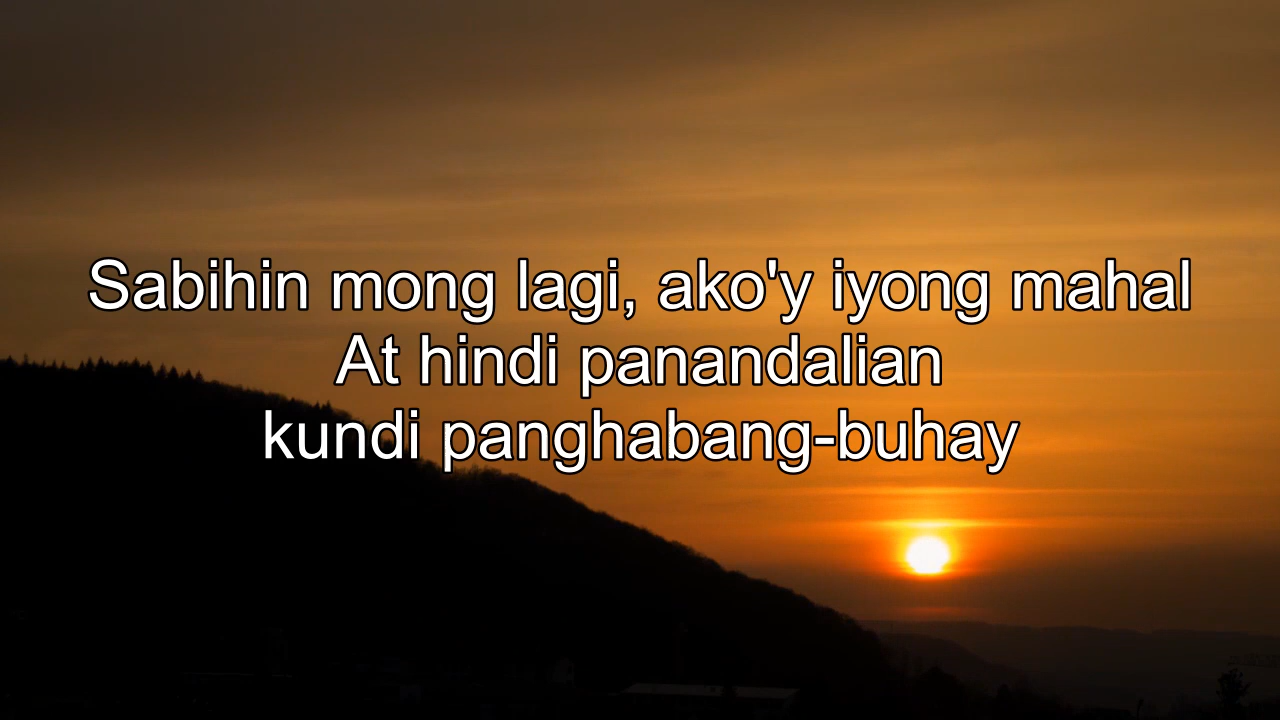 Sabihin mong lagi, ako'y iyong mahal
At hindi panandalian
kundi panghabang-buhay